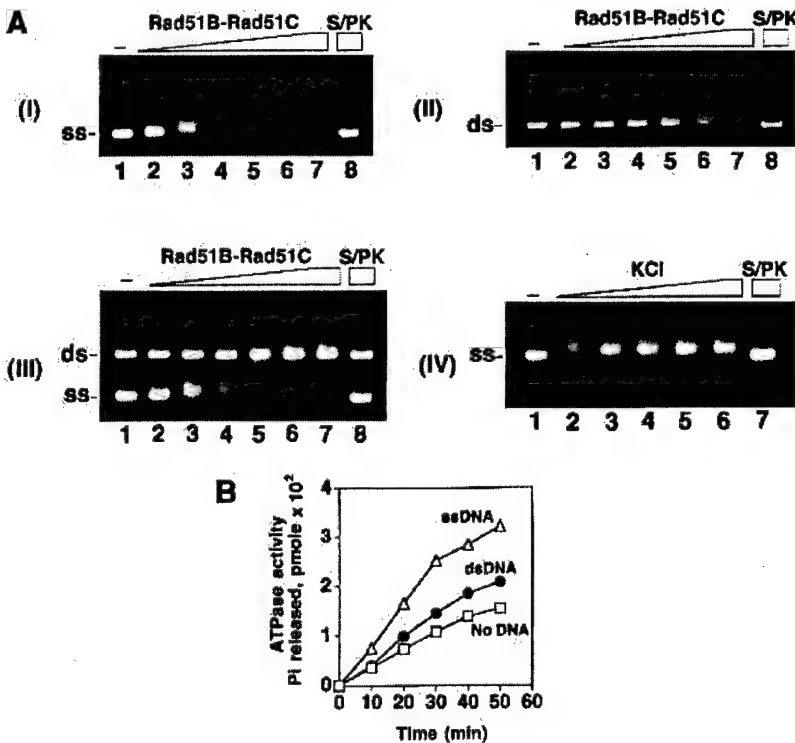 A
Rad51B-Rad51C S/PK
–
(I)
ss-
1 2 3 4 5 6 7 8
Rad51B-Rad51C S/PK
–
(II)
ds-
1 2 3 4 5 6 7 8
Rad51B-Rad51C S/PK
–
(III)
ds-
ss-
1 2 3 4 5 6 7 8
KCl S/PK
–
(IV)
ss-
1 2 3 4 5 6 7
B
ATPase activity
Pi released, pmole x 10²
4
3
2
1
0
ssDNA
dsDNA
No DNA
0 10 20 30 40 50 60
Time (min)